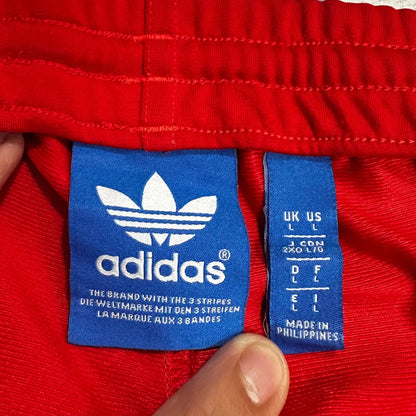 adidas®
THE BRAND WITH THE 3 STRIPES
DIE WELTMARKE MIT DEN 3 STREIFEN
LA MARQUE AUX 3 BANDES
UK US
L L
J CDN
2XO L/G
D F
L L
E I
L L
MADE IN
PHILIPPINES